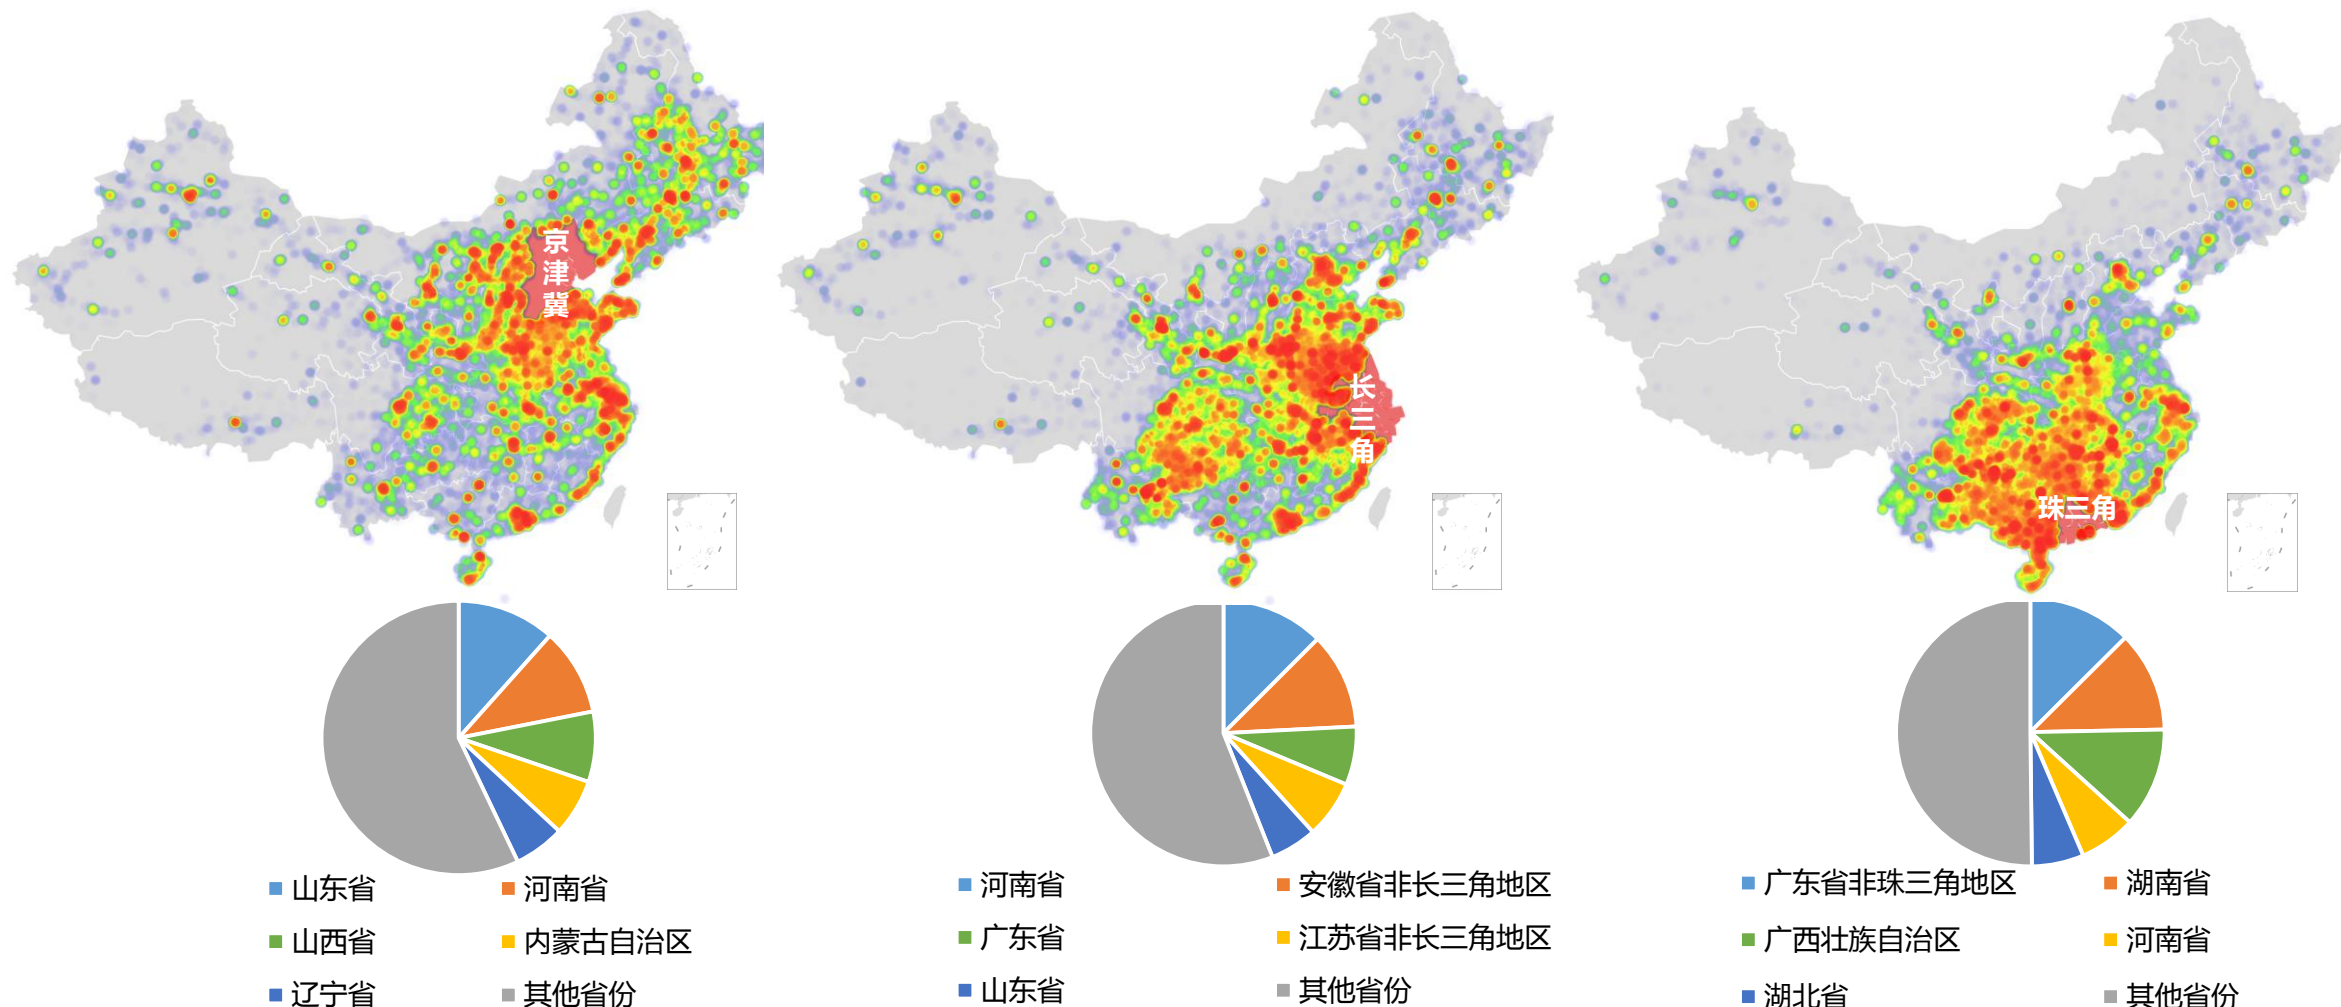 京
津
冀
长
三
角
珠三角
山东省
河南省
山西省
内蒙古自治区
辽宁省
其他省份
河南省
安徽省非长三角地区
广东省
江苏省非长三角地区
山东省
其他省份
广东省非珠三角地区
湖南省
广西壮族自治区
河南省
湖北省
其他省份